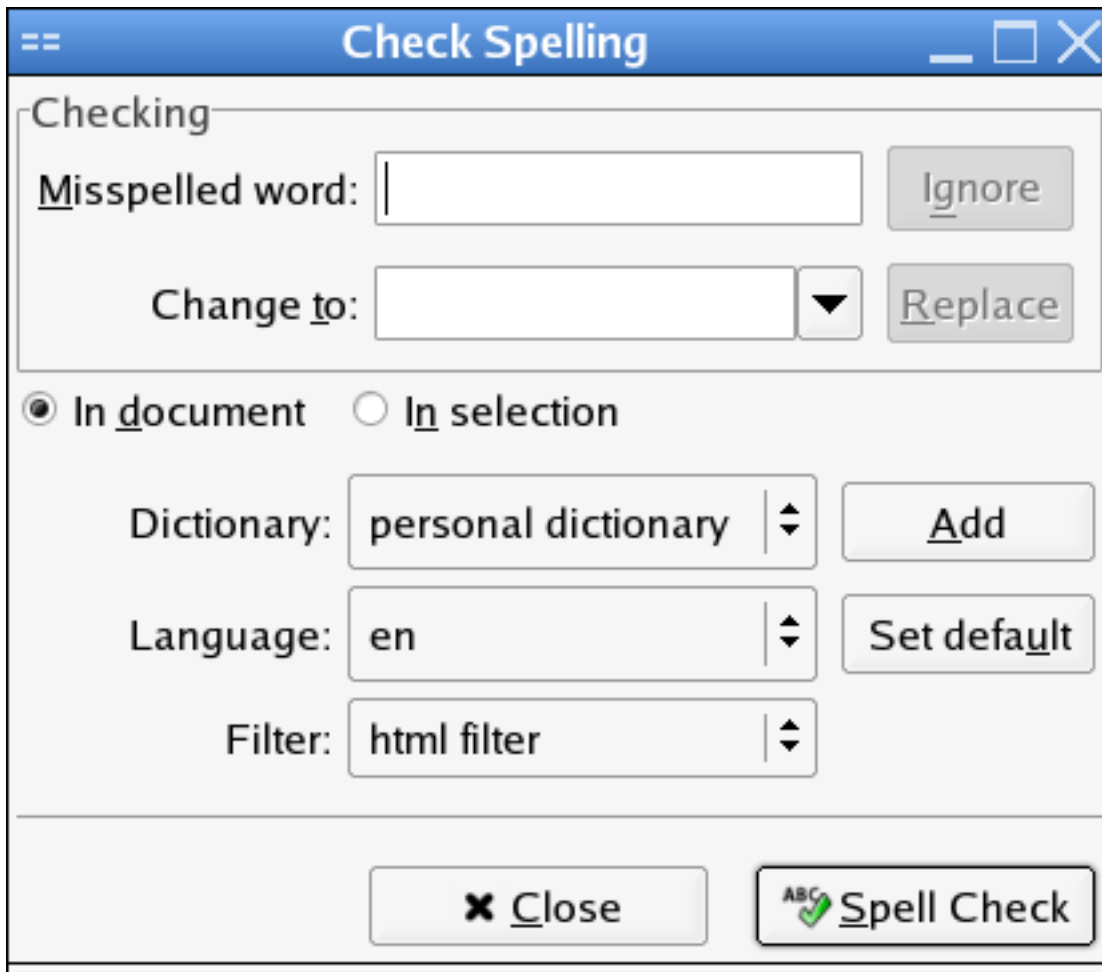 Check Spelling
Checking
Misspelled word:
Ignore
Change to:
Replace
In document In selection
Dictionary: personal dictionary Add
Language: en Set default
Filter: html filter
Close ABC Spell Check